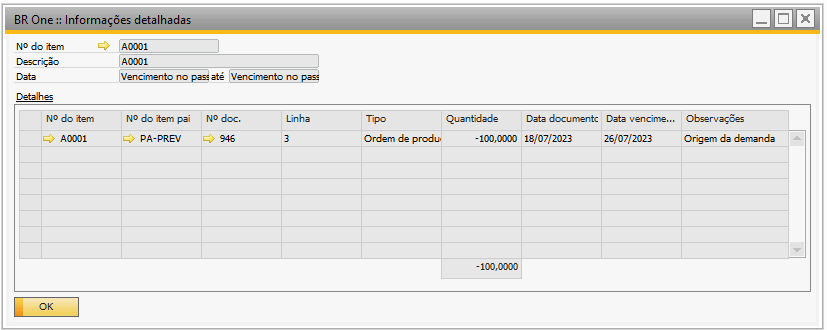 BR One :: Informações detalhadas
Nº do item A0001
Descrição A0001
Data Vencimento no pass até Vencimento no pass
Detalhes
Nº do item Nº do item pai Nº doc. Linha Tipo Quantidade Data documento Data vencime... Observações
A0001 PA-PREV 946 3 Ordem de produ -100,0000 18/07/2023 26/07/2023 Origem da demanda
-100,0000
OK